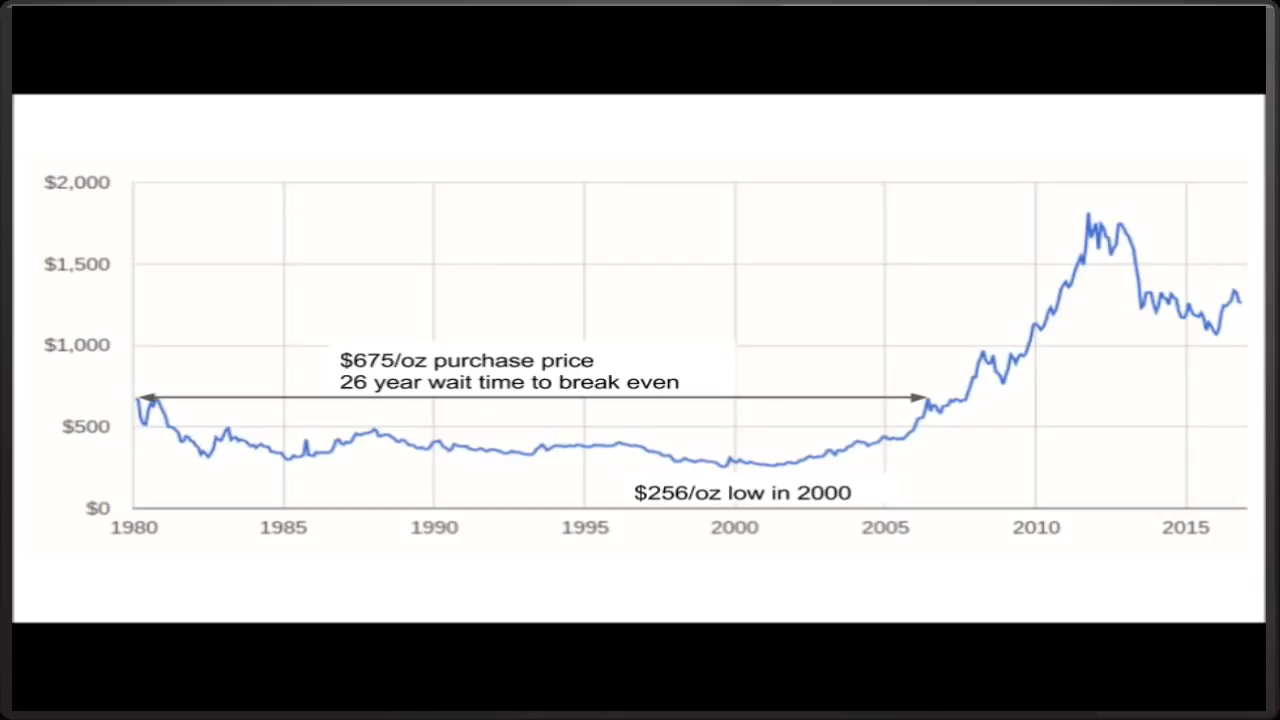 $2,000
$1,500
$1,000
$500
$0
$675/oz purchase price
26 year wait time to break even
$256/oz low in 2000
1980 1985 1990 1995 2000 2005 2010 2015